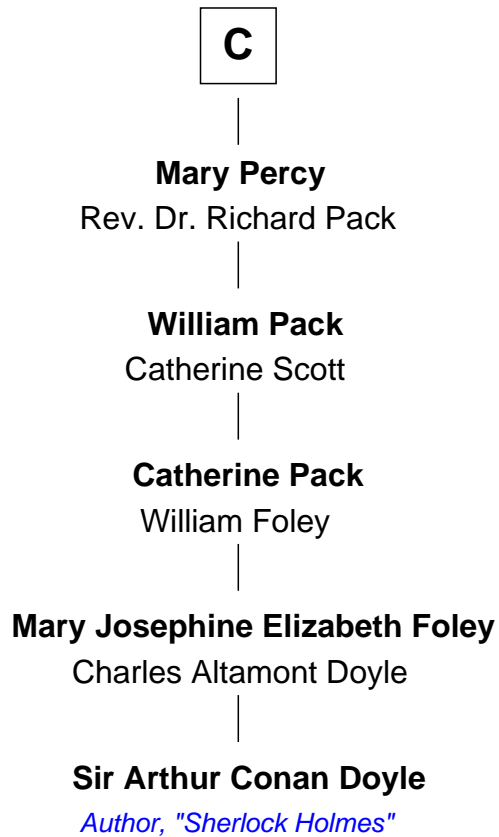 C
Mary Percy
Rev. Dr. Richard Pack
William Pack
Catherine Scott
Catherine Pack
William Foley
Mary Josephine Elizabeth Foley
Charles Altamont Doyle
Sir Arthur Conan Doyle
Author, "Sherlock Holmes"